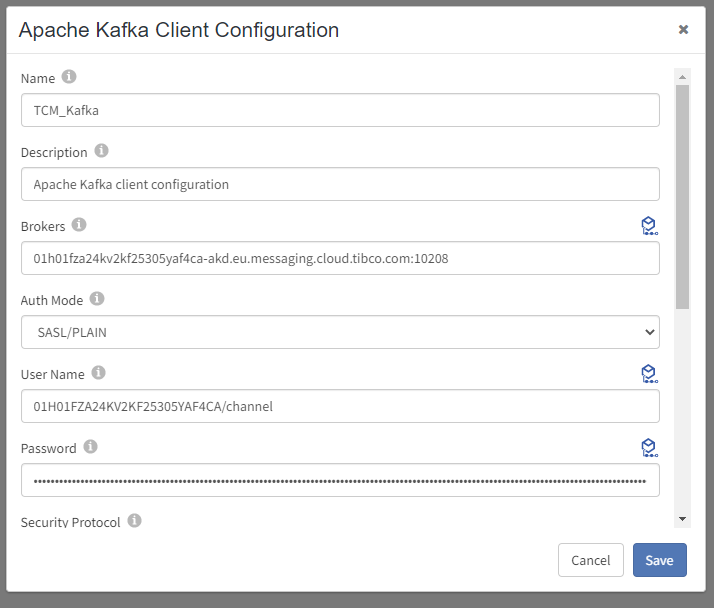 Apache Kafka Client Configuration
Name
TCM_Kafka
Description
Apache Kafka client configuration
Brokers
01h01fza24kv2kf25305yaf4ca-akd.eu.messaging.cloud.tibco.com:10208
Auth Mode
SASL/PLAIN
User Name
01H01FZA24KV2KF25305YAF4CA/channel
Password
Security Protocol
Cancel
Save